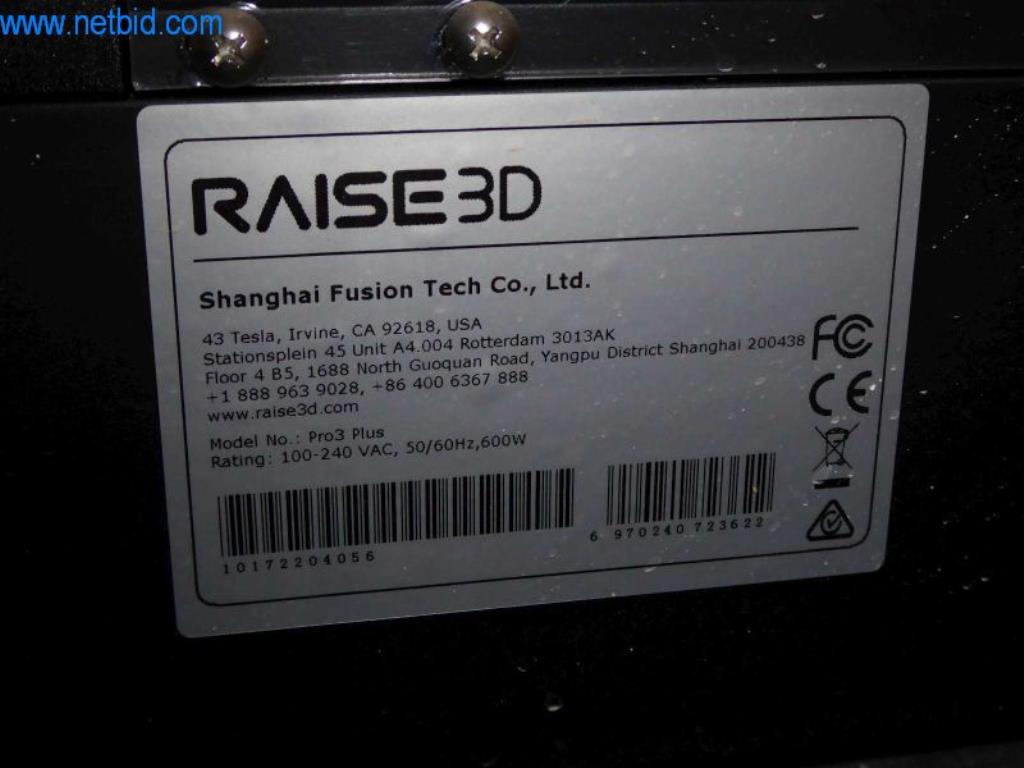 www.netbid.com
RAISE3D
Shanghai Fusion Tech Co., Ltd.
43 Tesla, Irvine, CA 92618, USA
Stationsplein 45 Unit A4.004 Rotterdam 3013AK
Floor 4 B5, 1688 North Guoquan Road, Yangpu District Shanghai 200438
+1 888 963 9028, +86 400 6367 888
www.raise3d.com
Model No.: Pro3 Plus
Rating: 100-240 VAC, 50/60Hz,600W
10172204056
6 970240 723622
FC
CE